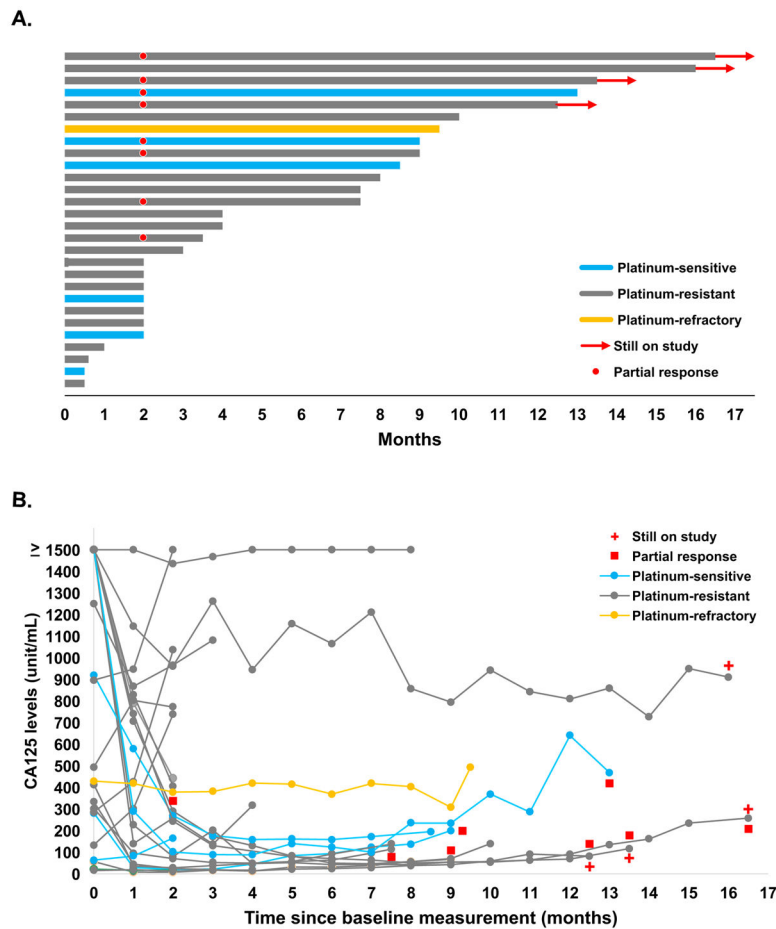 A.
Platinum-sensitive
Platinum-resistant
Platinum-refractory
Still on study
Partial response
0 1 2 3 4 5 6 7 8 9 10 11 12 13 14 15 16 17
Months
B.
CA125 levels (unit/mL)
≥
1500
1400
1300
1200
1100
1000
900
800
700
600
500
400
300
200
100
0
Still on study
Partial response
Platinum-sensitive
Platinum-resistant
Platinum-refractory
0 1 2 3 4 5 6 7 8 9 10 11 12 13 14 15 16 17
Time since baseline measurement (months)